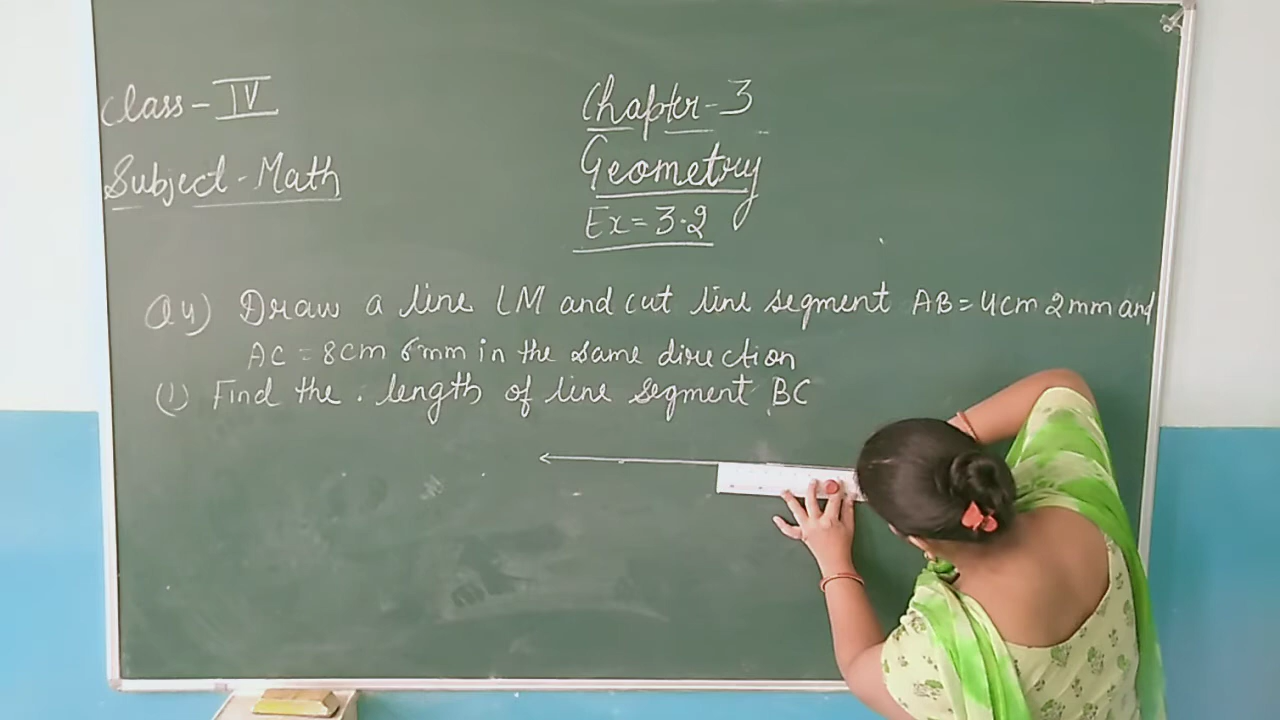 Class - IV
Subject - Math
Chapter - 3
Geometry
Ex = 3.2
Q4) Draw a line LM and cut line segment AB = 4cm 2mm and
AC = 8cm 6mm in the same direction
(1) Find the length of line segment BC